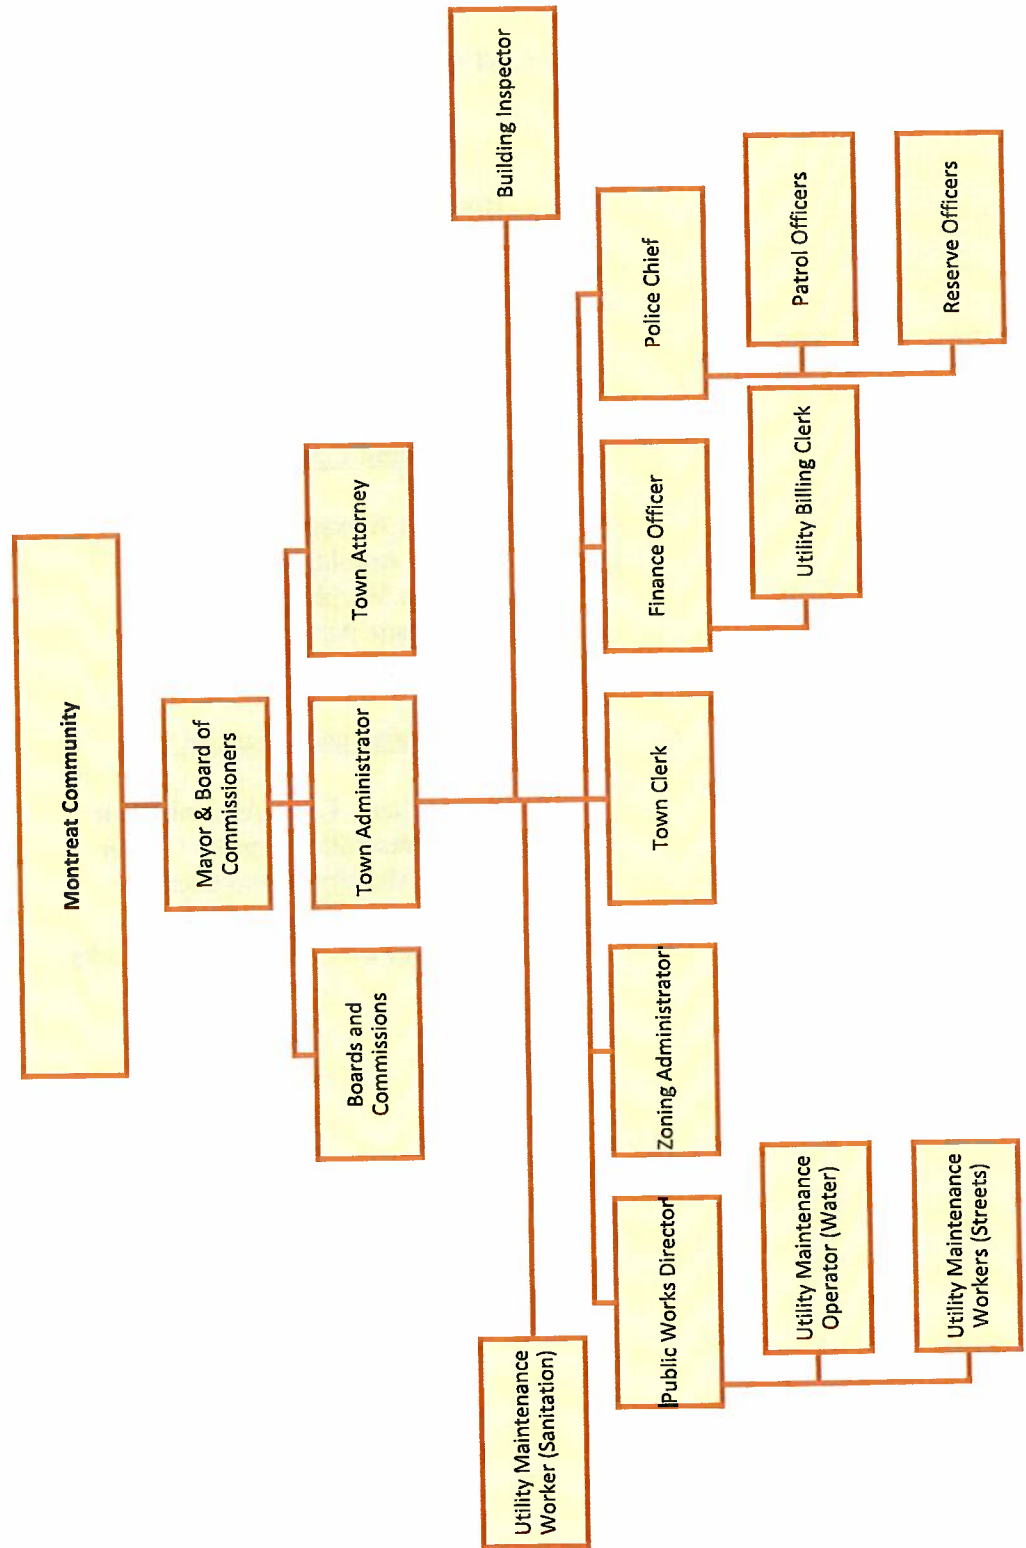 Montreat Community
Mayor & Board of
Commissioners
Boards and
Commissions
Town Administrator
Town Attorney
Utility Maintenance
Worker (Sanitation)
Building Inspector
Public Works Director
Zoning Administrator
Town Clerk
Finance Officer
Police Chief
Utility Maintenance
Operator (Water)
Utility Billing Clerk
Patrol Officers
Utility Maintenance
Workers (Streets)
Reserve Officers